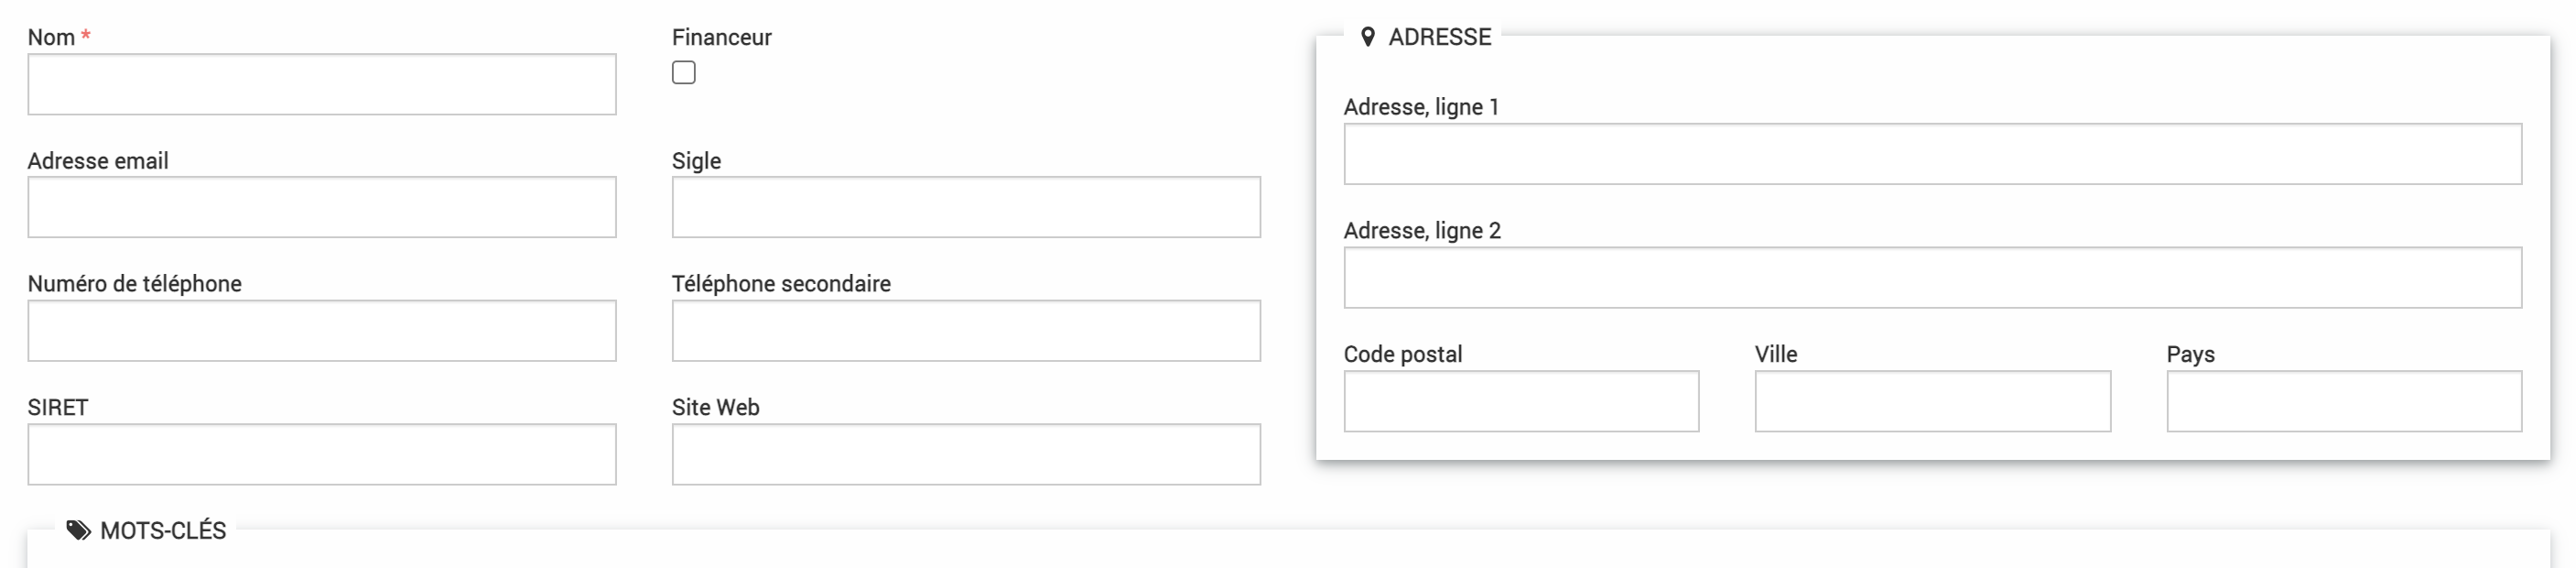 Nom *
Financeur
Adresse email
Sigle
Numéro de téléphone
Téléphone secondaire
SIRET
Site Web
ADRESSE
Adresse, ligne 1
Adresse, ligne 2
Code postal
Ville
Pays
MOTS-CLÉS